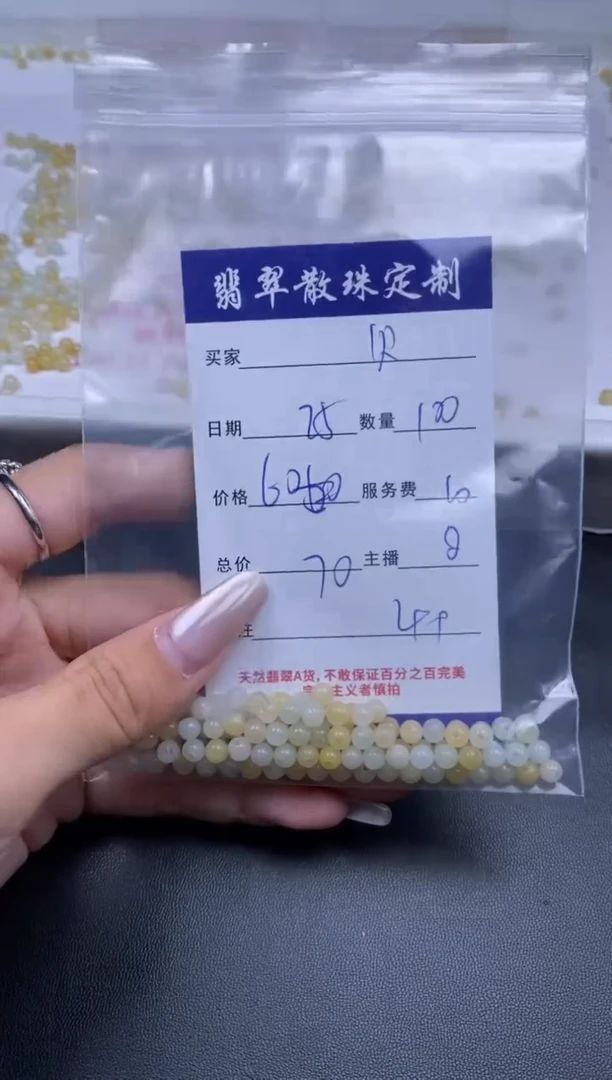 翡翠散珠定制
买家
日期 25 数量 100
价格 60 服务费 10
总价 70 主播 8
注 44
天然翡翠A货,不敢保证百分之百完美
主义者慎拍